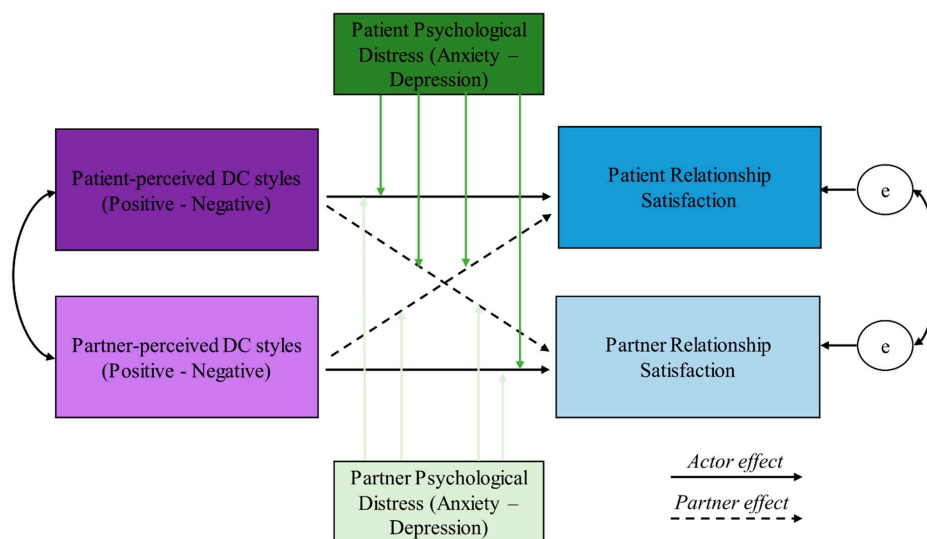 Patient Psychological
Distress (Anxiety –
Depression)
Patient-perceived DC styles
(Positive - Negative)
Patient Relationship
Satisfaction
e
Partner-perceived DC styles
(Positive - Negative)
Partner Relationship
Satisfaction
e
Partner Psychological
Distress (Anxiety –
Depression)
Actor effect
Partner effect